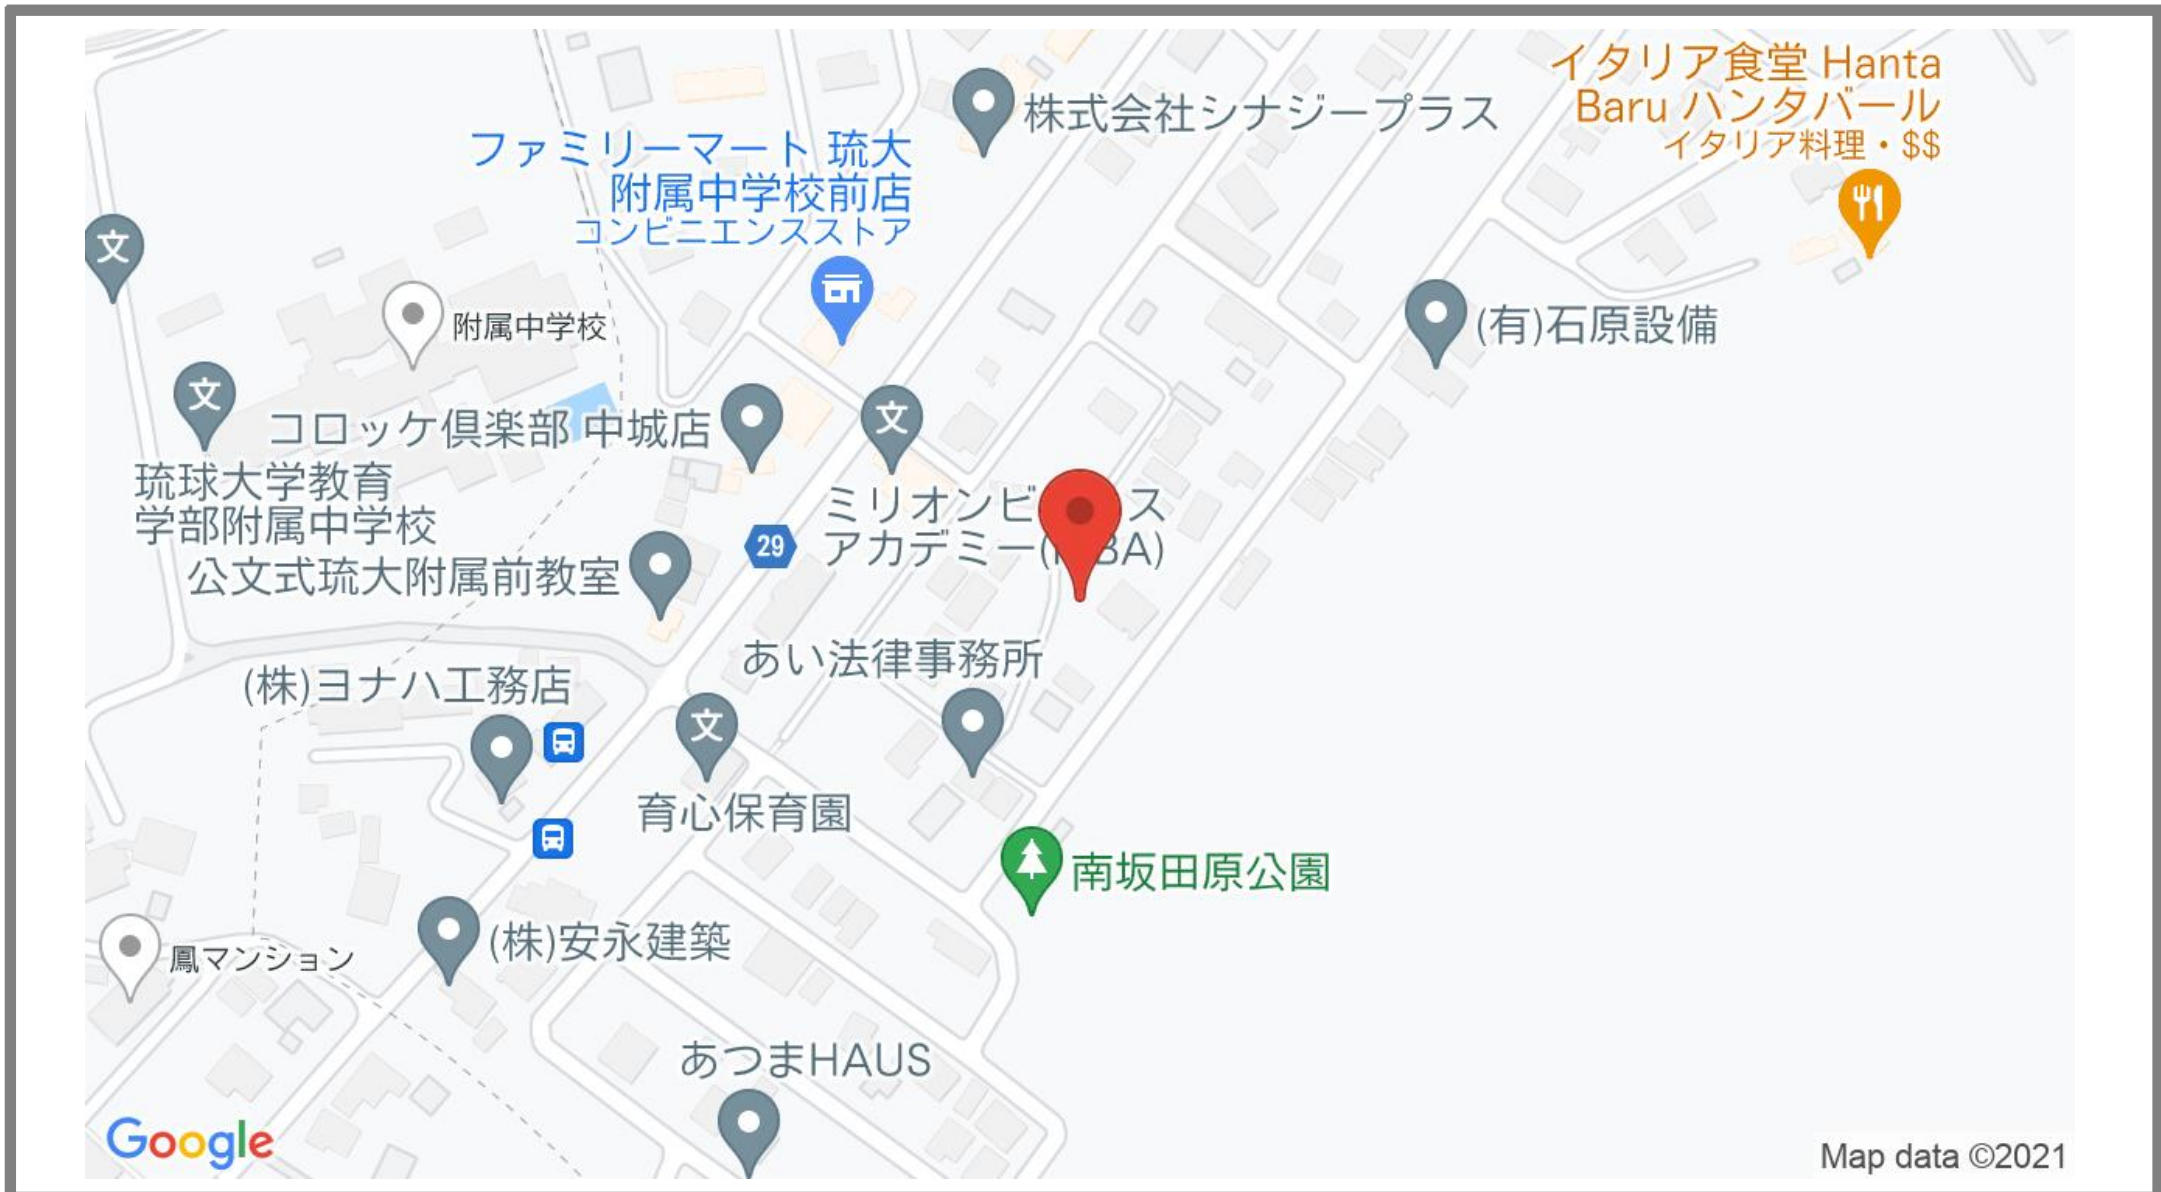 イタリア食堂 Hanta
Baru ハンタバール
イタリア料理・$$
株式会社シナジープラス
ファミリーマート 琉大
附属中学校前店
コンビニエンスストア
文
附属中学校
(有)石原設備
文
コロッケ倶楽部 中城店
文
琉球大学教育
学部附属中学校
ミリオンビ ス
アカデミー( BA)
29
公文式琉大附属前教室
あい法律事務所
(株)ヨナハ工務店
文
育心保育園
南坂田原公園
(株)安永建築
鳳マンション
あつまHAUS
Google
Map data ©2021